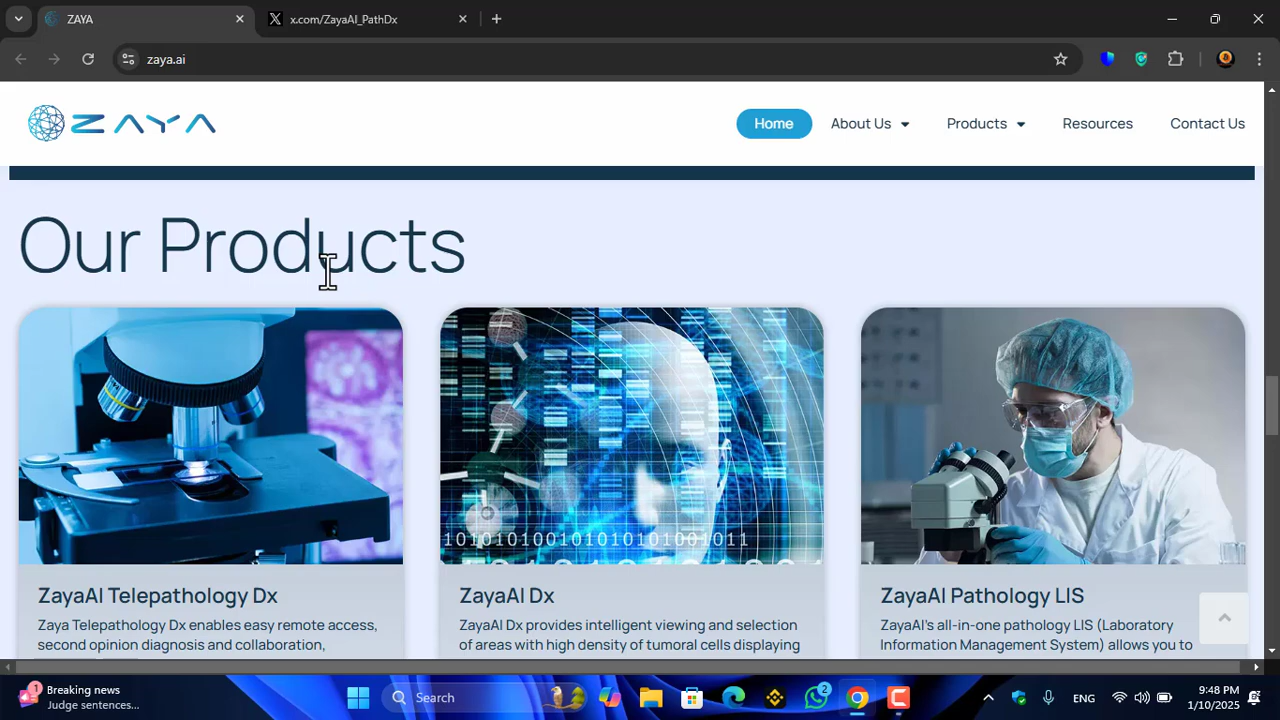 ZAYA
x.com/ZayaAI_PathDx
zaya.ai
ZAYA
Home
About Us
Products
Resources
Contact Us
Our Products
1010101001010101001011
ZayaAI Telepathology Dx
Zaya Telepathology Dx enables easy remote access,
second opinion diagnosis and collaboration,
ZayaAI Dx
ZayaAI Dx provides intelligent viewing and selection
of areas with high density of tumoral cells displaying
ZayaAI Pathology LIS
ZayaAI's all-in-one pathology LIS (Laboratory
Information Management System) allows you to
1
Breaking news
Judge sentences...
Search
2
ENG
9:48 PM
1/10/2025